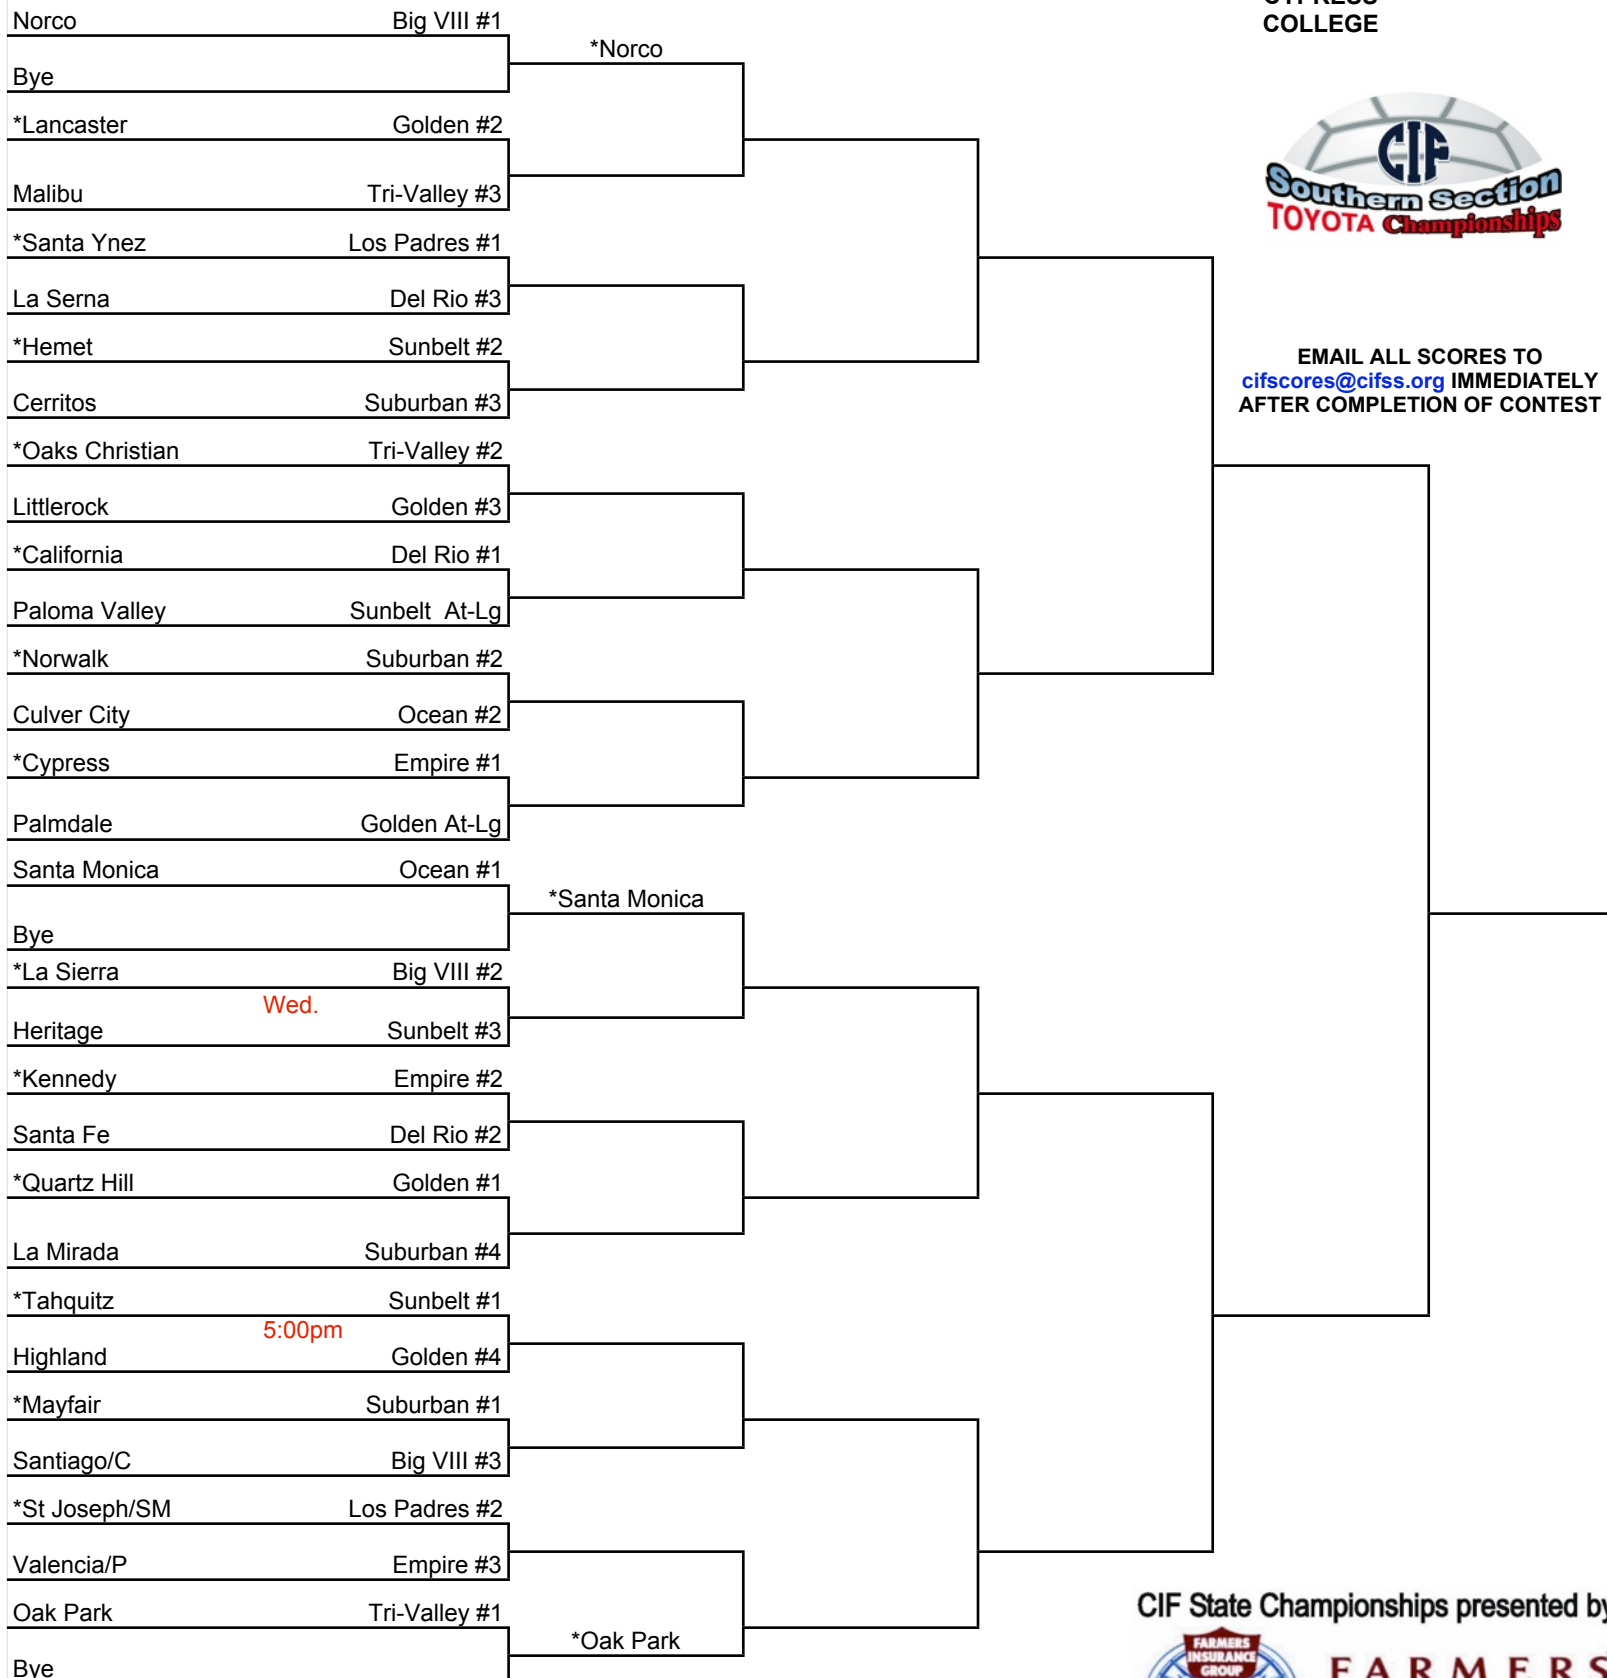 CYPRESS
COLLEGE
Norco Big VIII #1
*Norco
Bye
*Lancaster Golden #2
Malibu Tri-Valley #3
*Santa Ynez Los Padres #1
La Serna Del Rio #3
*Hemet Sunbelt #2
Cerritos Suburban #3
*Oaks Christian Tri-Valley #2
Littlerock Golden #3
*California Del Rio #1
Paloma Valley Sunbelt At-Lg
*Norwalk Suburban #2
Culver City Ocean #2
*Cypress Empire #1
Palmdale Golden At-Lg
Santa Monica Ocean #1
*Santa Monica
Bye
*La Sierra Big VIII #2
Wed.
Heritage Sunbelt #3
*Kennedy Empire #2
Santa Fe Del Rio #2
*Quartz Hill Golden #1
La Mirada Suburban #4
*Tahquitz Sunbelt #1
5:00pm
Highland Golden #4
*Mayfair Suburban #1
Santiago/C Big VIII #3
*St Joseph/SM Los Padres #2
Valencia/P Empire #3
Oak Park Tri-Valley #1
*Oak Park
Bye
CIF
Southern Section
TOYOTA Championships
EMAIL ALL SCORES TO
cifscores@cifss.org IMMEDIATELY
AFTER COMPLETION OF CONTEST
CIF State Championships presented by
FARMERS
INSURANCE
GROUP
FARMERS